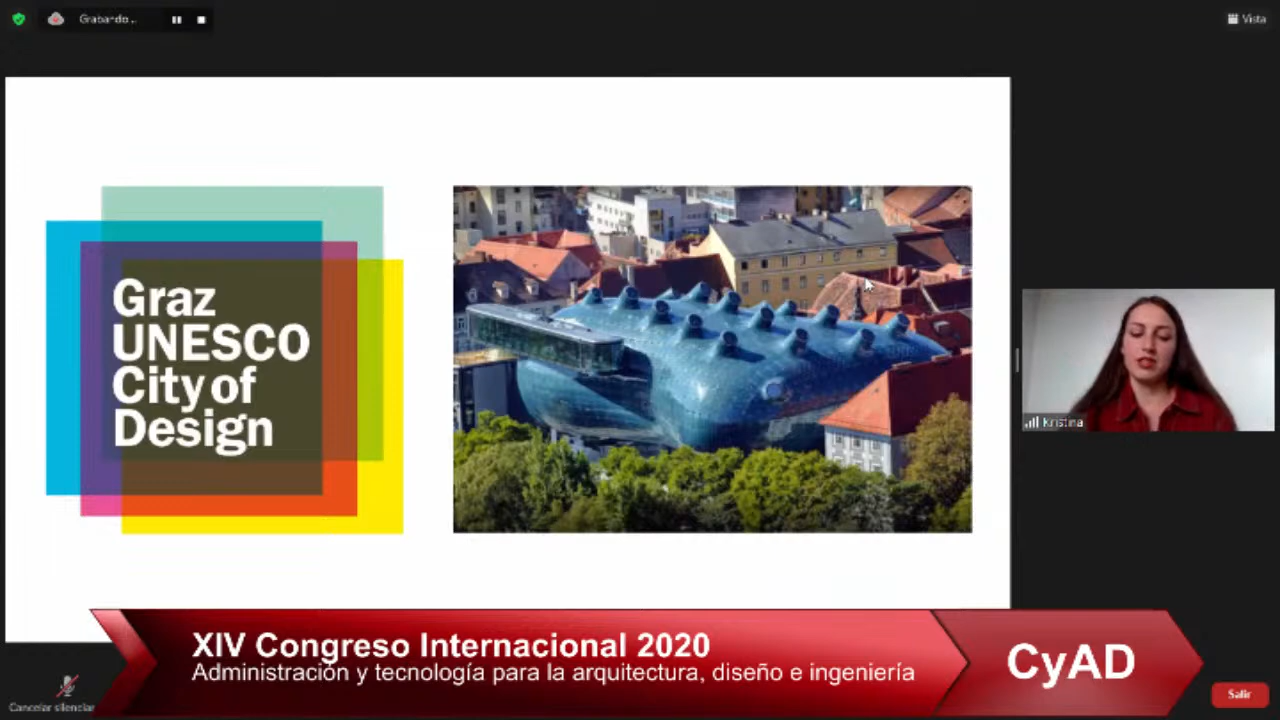 Grabando...
Vista
Graz
UNESCO
City of
Design
kristina
XIV Congreso Internacional 2020
Administración y tecnología para la arquitectura, diseño e ingeniería
CyAD
Cancelar silenciar
Salir